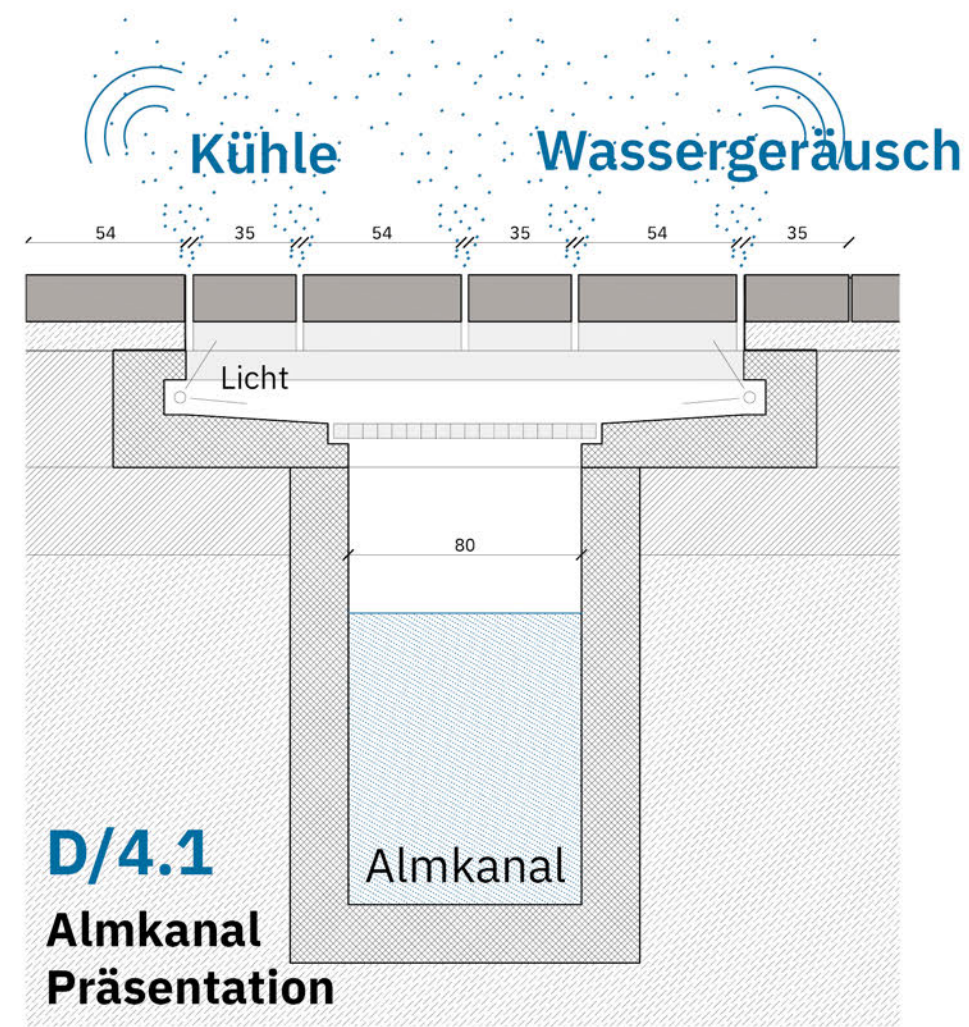 Kühle
Wassergeräusch
54 35 54 35 54 35
Licht
80
Almkanal
D/4.1
Almkanal
Präsentation